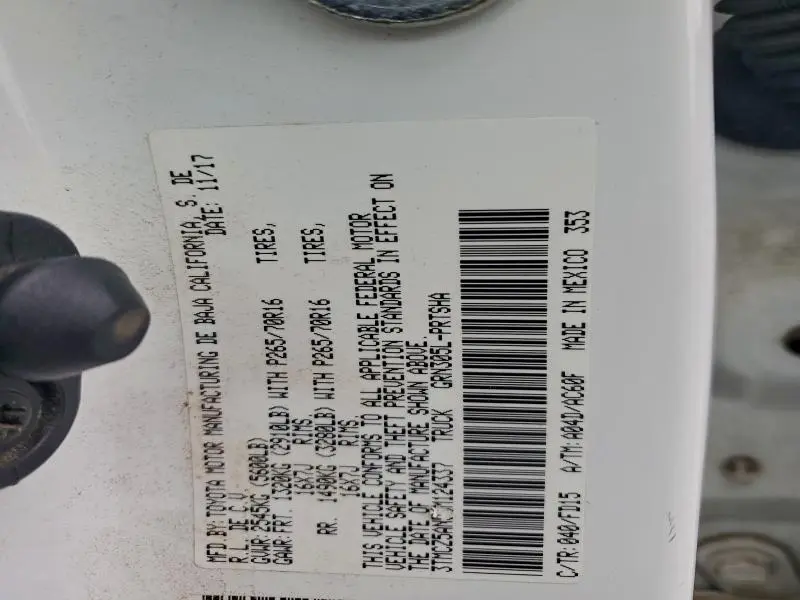 MFD.BY: TOYOTA MOTOR MANUFACTURING DE BAJA CALIFORNIA, S. DE
R.L. DE C.V. DATE: 11/17
GVWR: 2545KG (5600LB)
GAWR: FRT. 1320KG (2910LB) WITH P265/70R16 TIRES,
16X7J RIMS
RR. 1490KG (3280LB) WITH P265/70R16 TIRES,
16X7J RIMS.
THIS VEHICLE CONFORMS TO ALL APPLICABLE FEDERAL MOTOR
VEHICLE SAFETY AND THEFT PREVENTION STANDARDS IN EFFECT ON
THE DATE OF MANUFACTURE SHOWN ABOVE.
TRUCK GRN305L-PRTSHA
C/TR: 040/FD15 A/TM: A04D/AC60F MADE IN MEXICO 353